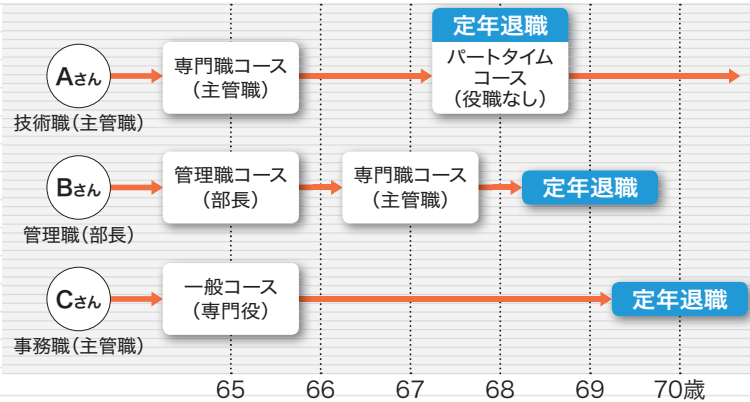 Aさん
技術職（主管職）
専門職コース
（主管職）
定年退職
パートタイム
コース
（役職なし）
Bさん
管理職（部長）
管理職コース
（部長）
専門職コース
（主管職）
定年退職
Cさん
事務職（主管職）
一般コース
（専門役）
定年退職
65 66 67 68 69 70歳